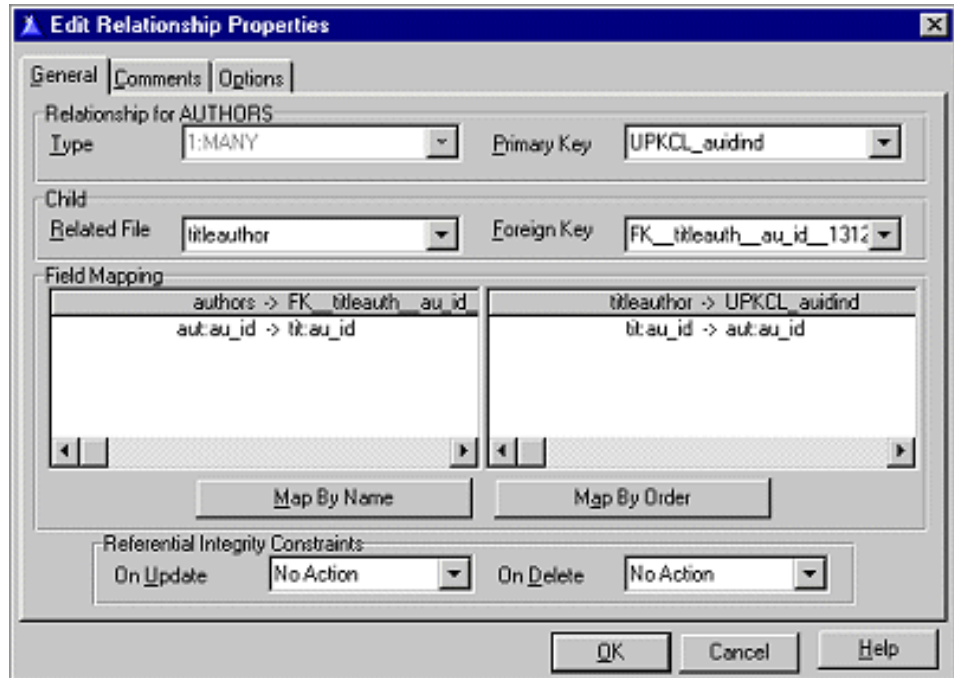 Edit Relationship Properties
General Comments Options
Relationship for AUTHORS
Type 1:MANY Primary Key UPKCL_auidind
Child
Related File titleauthor Foreign Key FK__titleauth__au_id__1312
Field Mapping
authors -> FK__titleauth__au_id_ titleauthor -> UPKCL_auidind
aut:au_id -> tit:au_id tit:au_id -> aut:au_id
Map By Name Map By Order
Referential Integrity Constraints
On Update No Action On Delete No Action
OK Cancel Help